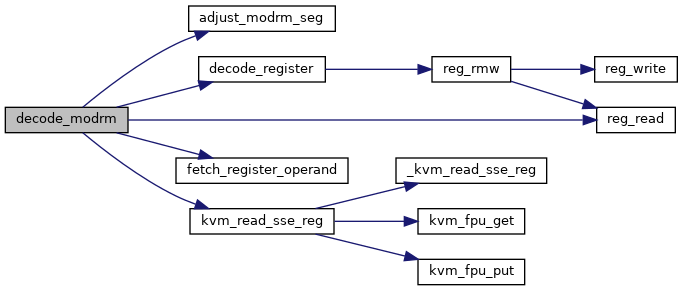 adjust_modrm_seg
decode_register
reg_rmw
reg_write
decode_modrm
reg_read
fetch_register_operand
_kvm_read_sse_reg
kvm_read_sse_reg
kvm_fpu_get
kvm_fpu_put